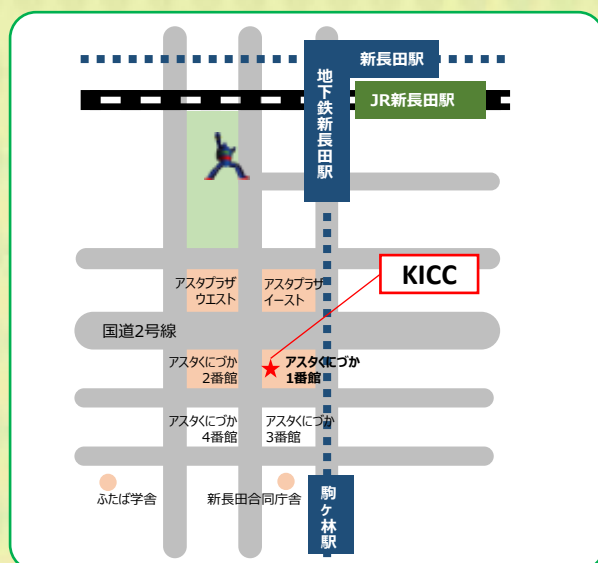 新長田駅
地下鉄新長田駅
JR新長田駅
KICC
アスタプラザ
ウエスト
アスタプラザ
イースト
国道2号線
アスタくにづか
2番館
アスタくにづか
1番館
アスタくにづか
4番館
アスタくにづか
3番館
ふたば学舎
新長田合同庁舎
駒ヶ林駅